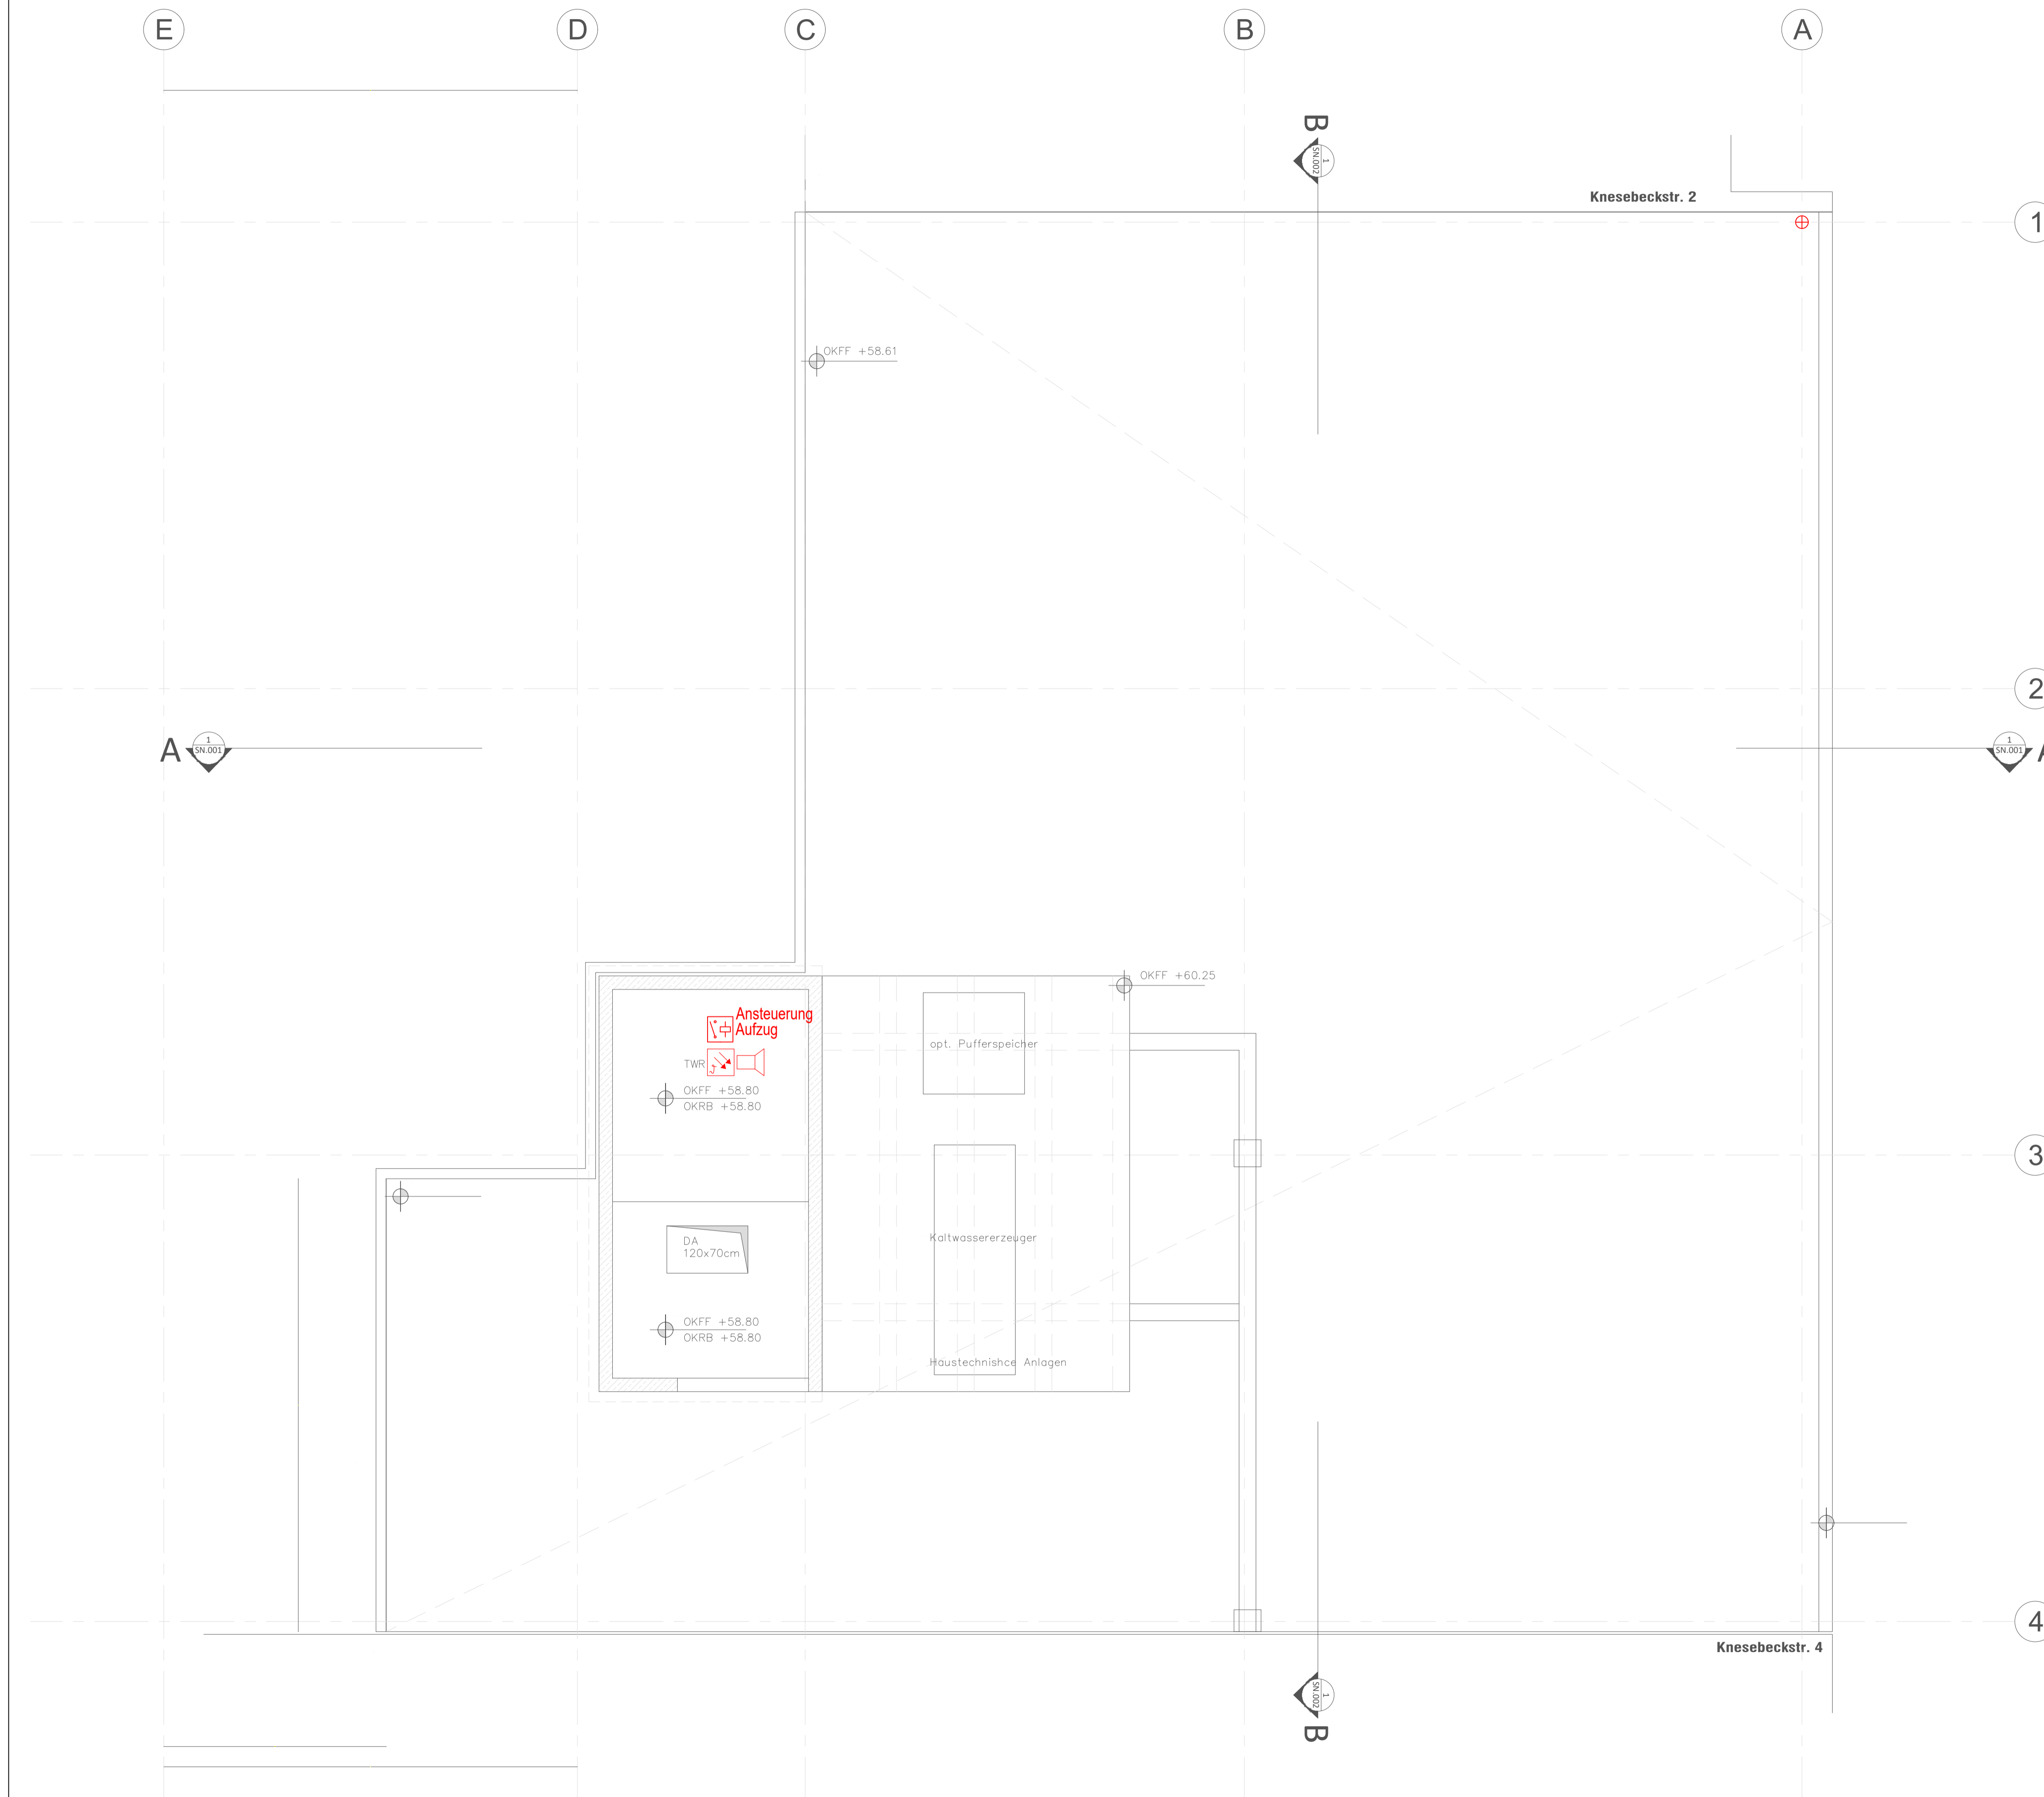 E
D
C
B
A
B
1
SN.002
Knesebeckstr. 2
1
OKFF +58.61
2
A
1
SN.001
1
SN.001
A
OKFF +60.25
Ansteuerung
Aufzug
opt. Pufferspeicher
TWR
OKFF +58.80
OKRB +58.80
3
DA
120x70cm
Kaltwassererzeuger
OKFF +58.80
OKRB +58.80
Haustechnishce Anlagen
4
Knesebeckstr. 4
1
SN.002
B